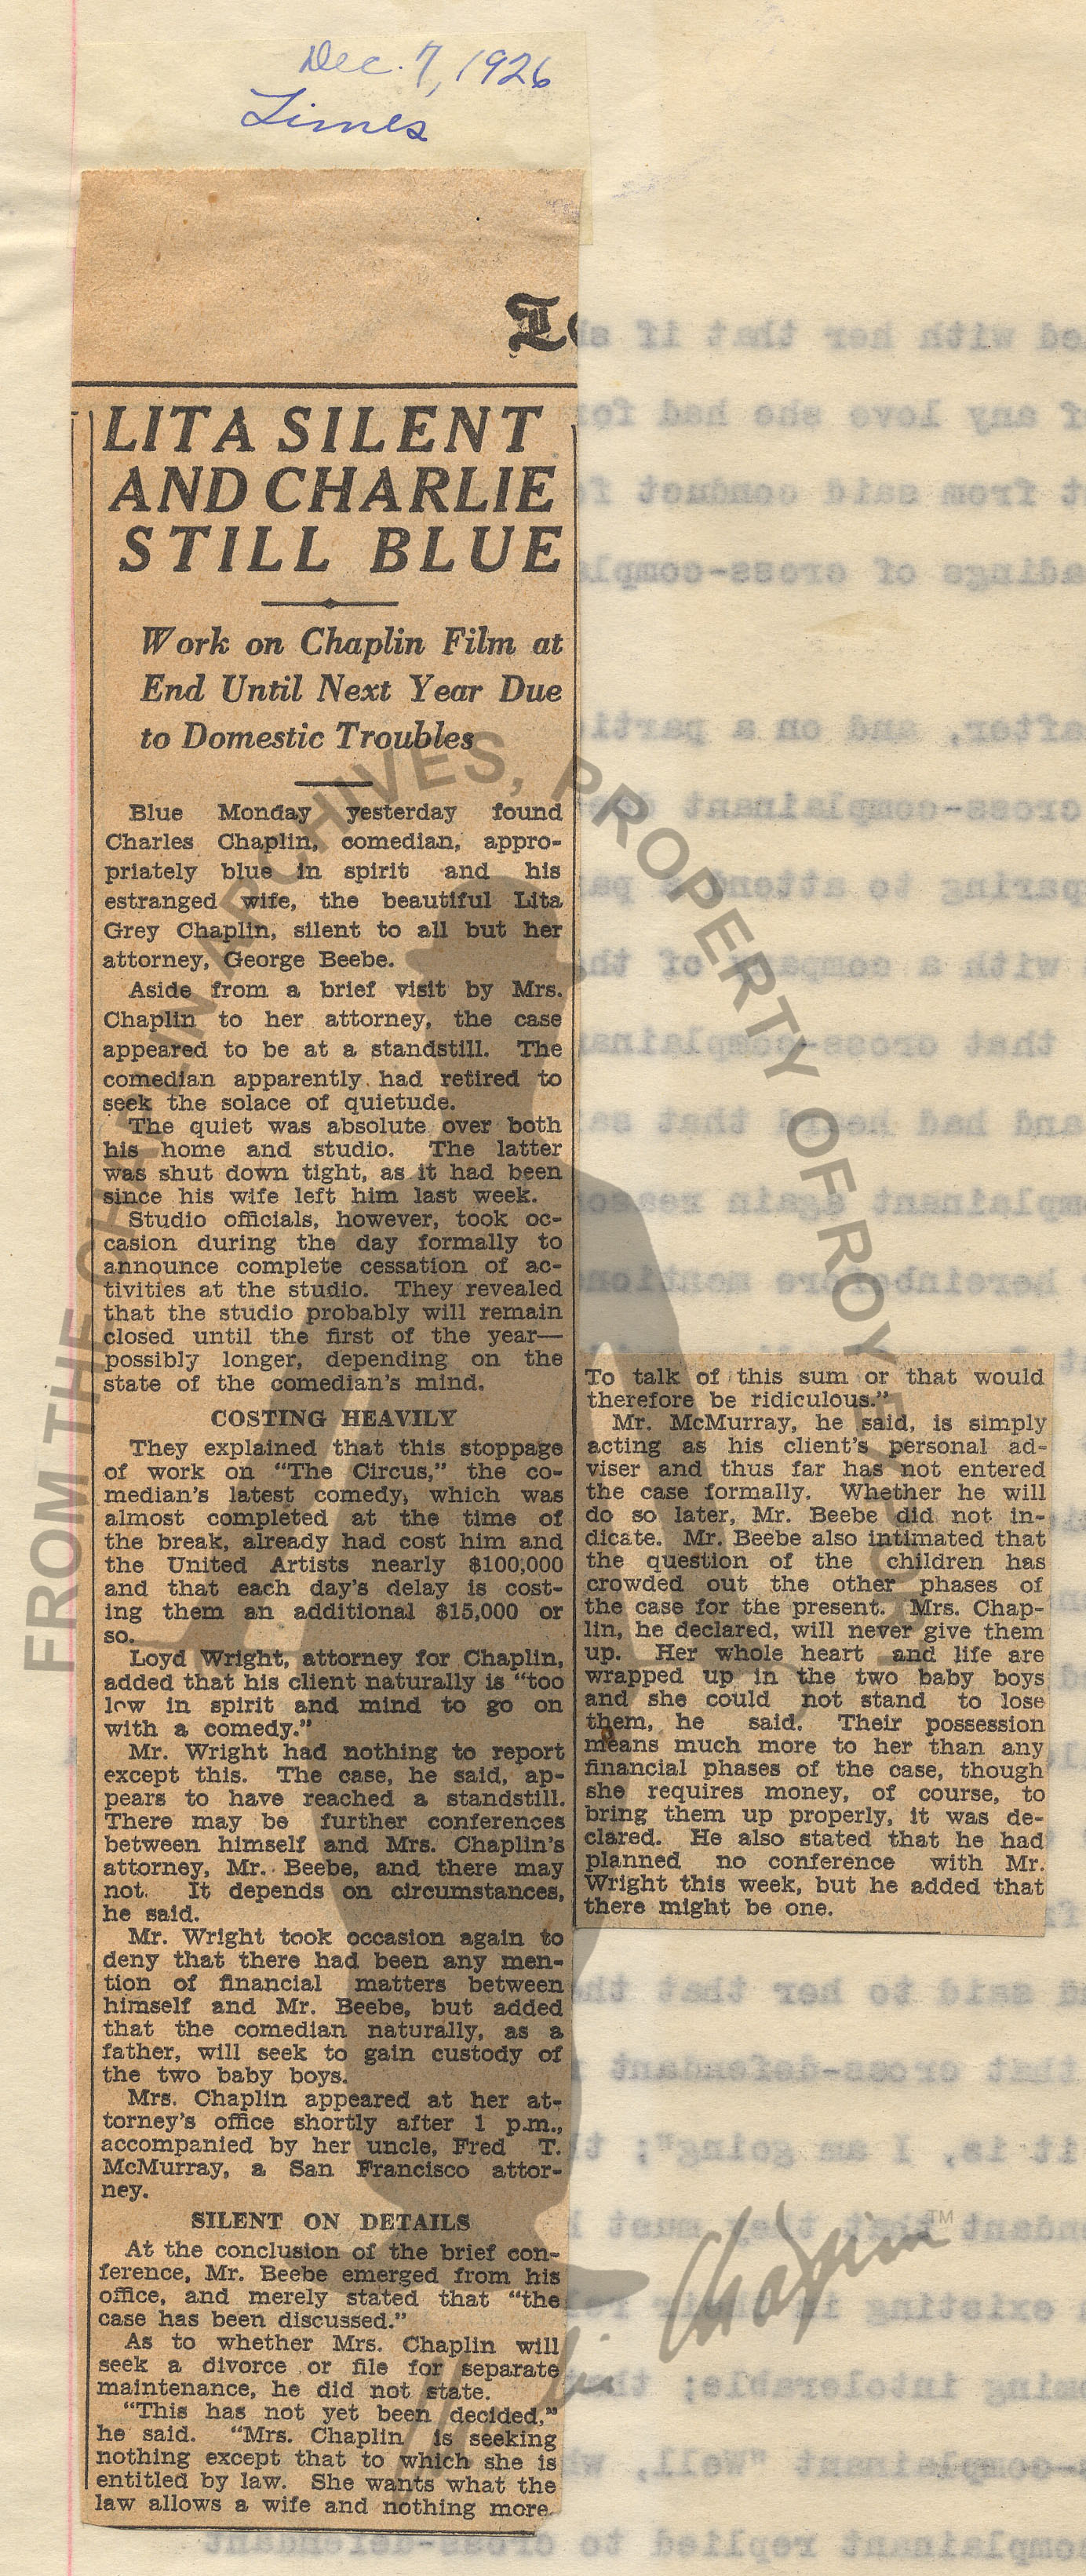 Dec. 7, 1926
Times
LITA SILENT
AND CHARLIE
STILL BLUE
Work on Chaplin Film at
End Until Next Year Due
to Domestic Troubles
Blue Monday yesterday found
Charles Chaplin, comedian, appro-
priately blue in spirit and his
estranged wife, the beautiful Lita
Grey Chaplin, silent to all but her
attorney, George Beebe.
Aside from a brief visit by Mrs.
Chaplin to her attorney, the case
appeared to be at a standstill. The
comedian apparently had retired to
seek the solace of quietude.
The quiet was absolute over both
his home and studio. The latter
was shut down tight, as it had been
since his wife left him last week.
Studio officials, however, took oc-
casion during the day formally to
announce complete cessation of ac-
tivities at the studio. They revealed
that the studio probably will remain
closed until the first of the year—
possibly longer, depending on the
state of the comedian's mind.
COSTING HEAVILY
They explained that this stoppage
of work on "The Circus," the co-
median's latest comedy, which was
almost completed at the time of
the break, already had cost him and
the United Artists nearly $100,000
and that each day's delay is cost-
ing them an additional $15,000 or
so.
Loyd Wright, attorney for Chaplin,
added that his client naturally is "too
low in spirit and mind to go on
with a comedy."
Mr. Wright had nothing to report
except this. The case, he said, ap-
pears to have reached a standstill.
There may be further conferences
between himself and Mrs. Chaplin's
attorney, Mr. Beebe, and there may
not. It depends on circumstances,
he said.
Mr. Wright took occasion again to
deny that there had been any men-
tion of financial matters between
himself and Mr. Beebe, but added
that the comedian naturally, as a
father, will seek to gain custody of
the two baby boys.
Mrs. Chaplin appeared at her at-
torney's office shortly after 1 p.m.,
accompanied by her uncle, Fred T.
McMurray, a San Francisco attor-
ney.
SILENT ON DETAILS
At the conclusion of the brief con-
ference, Mr. Beebe emerged from his
office, and merely stated that "the
case has been discussed."
As to whether Mrs. Chaplin will
seek a divorce or file for separate
maintenance, he did not state.
"This has not yet been decided,"
he said. "Mrs. Chaplin is seeking
nothing except that to which she is
entitled by law. She wants what the
law allows a wife and nothing more.
To talk of this sum or that would
therefore be ridiculous."
Mr. McMurray, he said, is simply
acting as his client's personal ad-
viser and thus far has not entered
the case formally. Whether he will
do so later, Mr. Beebe did not in-
dicate. Mr. Beebe also intimated that
the question of the children has
crowded out the other phases of
the case for the present. Mrs. Chap-
lin, he declared, will never give them
up. Her whole heart and life are
wrapped up in the two baby boys
and she could not stand to lose
them, he said. Their possession
means much more to her than any
financial phases of the case, though
she requires money, of course, to
bring them up properly, it was de-
clared. He also stated that he had
planned no conference with Mr.
Wright this week, but he added that
there might be one.
FROM THE CHAPLIN ARCHIVES, PROPERTY OF ROY EXPORT
Chaplin
TM